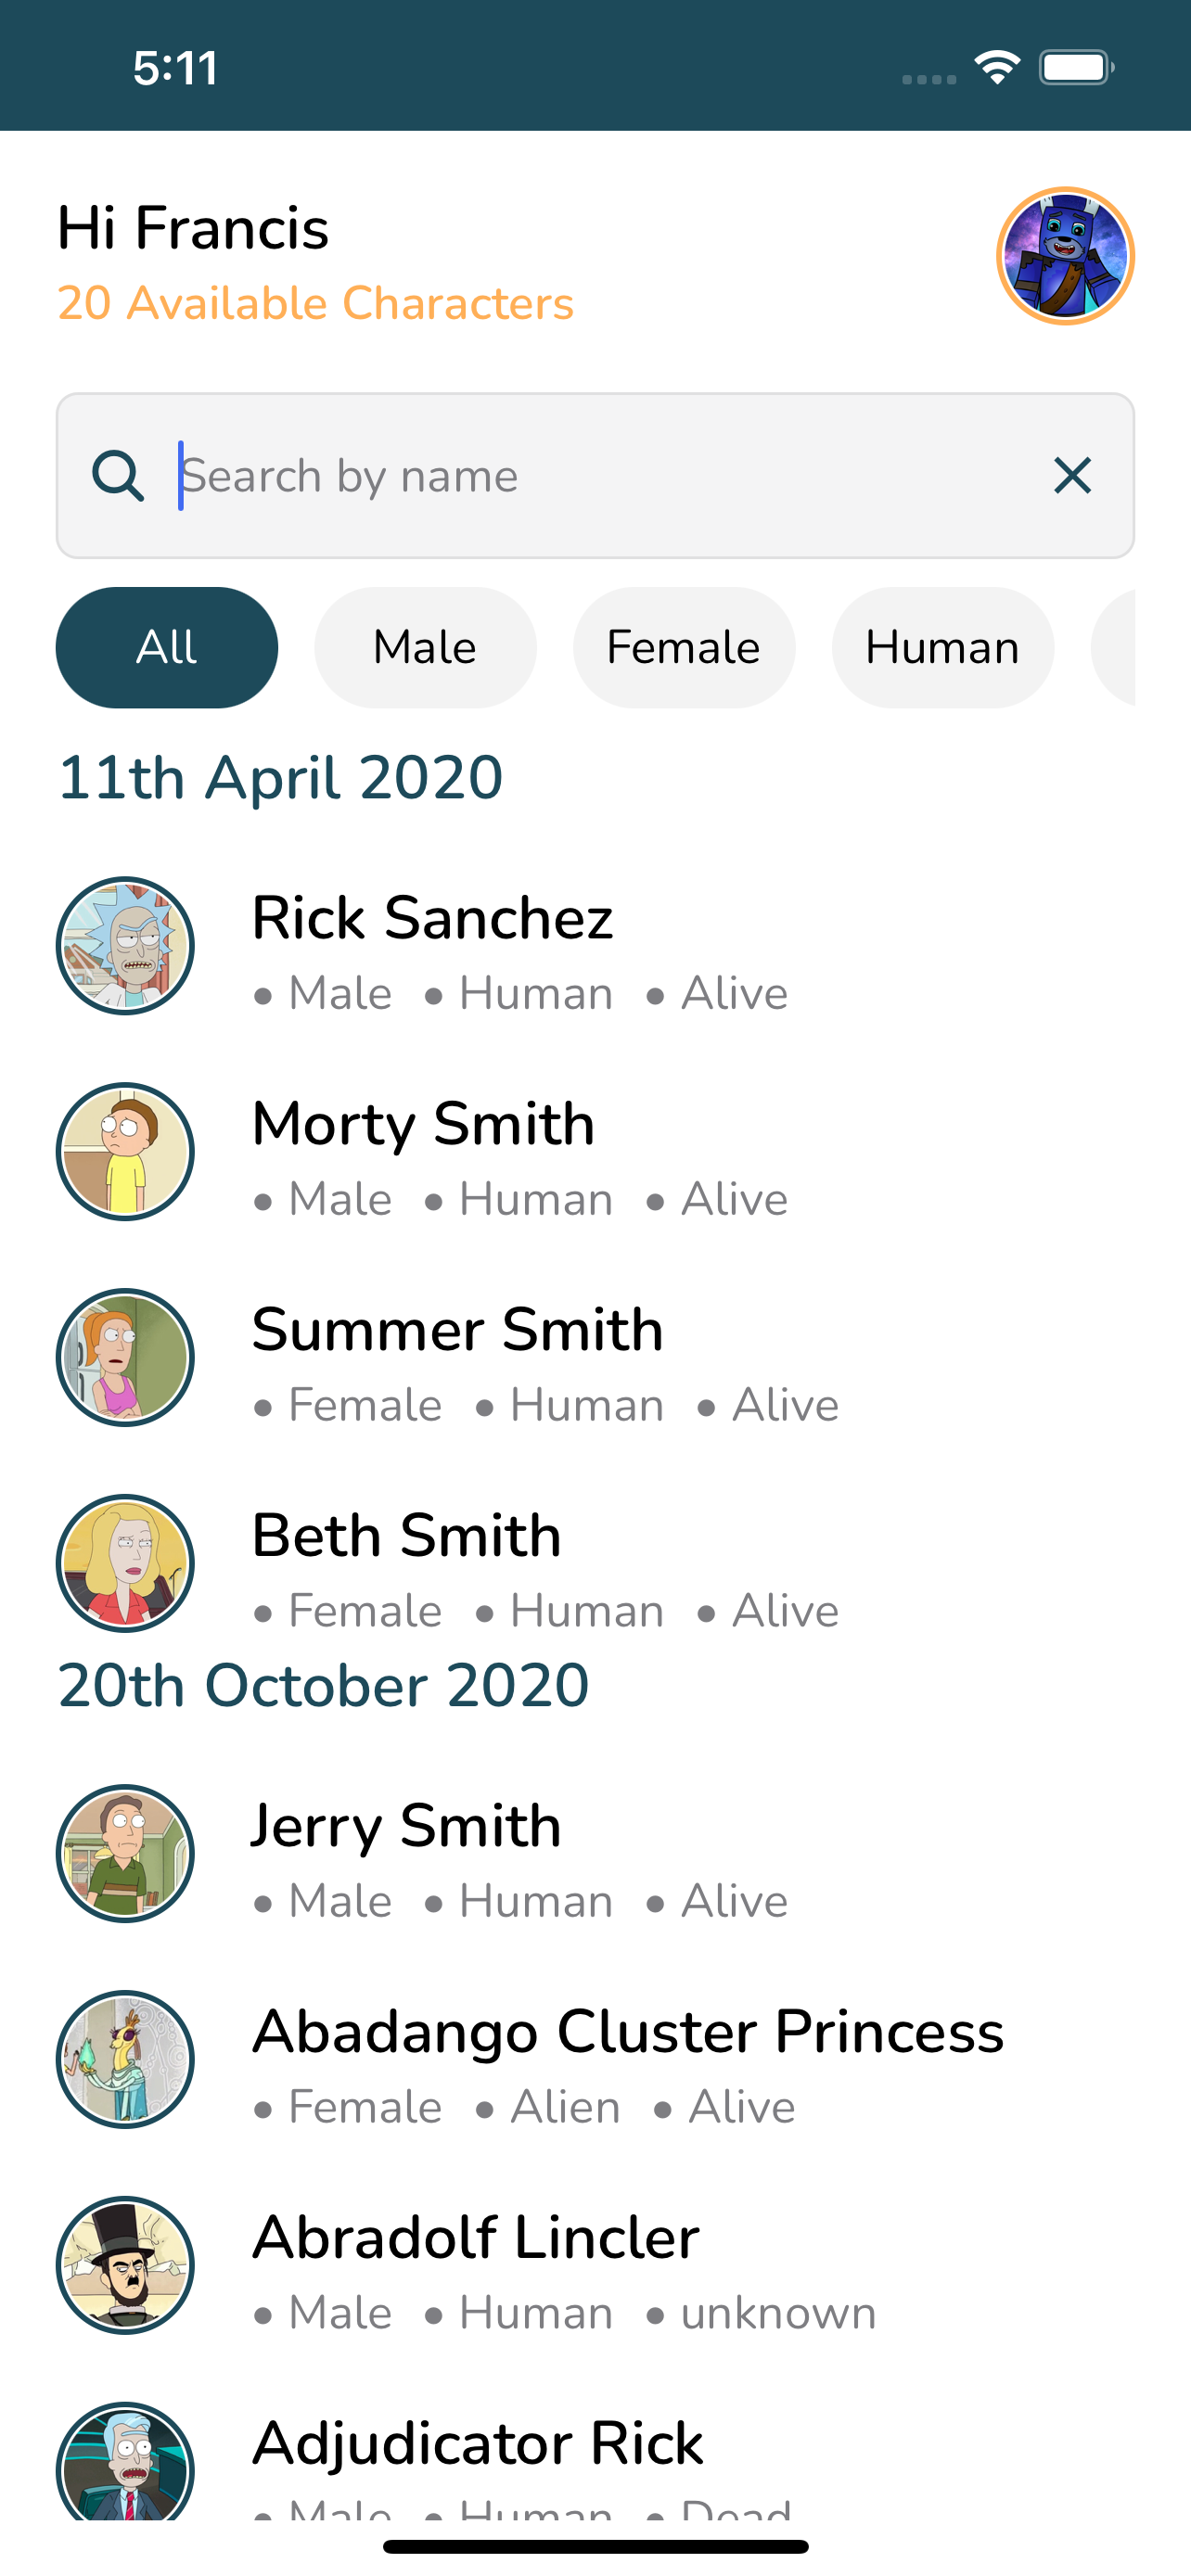 5:11
Hi Francis
20 Available Characters
Search by name
All Male Female Human
11th April 2020
Rick Sanchez
• Male • Human • Alive
Morty Smith
• Male • Human • Alive
Summer Smith
• Female • Human • Alive
Beth Smith
• Female • Human • Alive
20th October 2020
Jerry Smith
• Male • Human • Alive
Abadango Cluster Princess
• Female • Alien • Alive
Abradolf Lincler
• Male • Human • unknown
Adjudicator Rick
• Male • Human • Dead